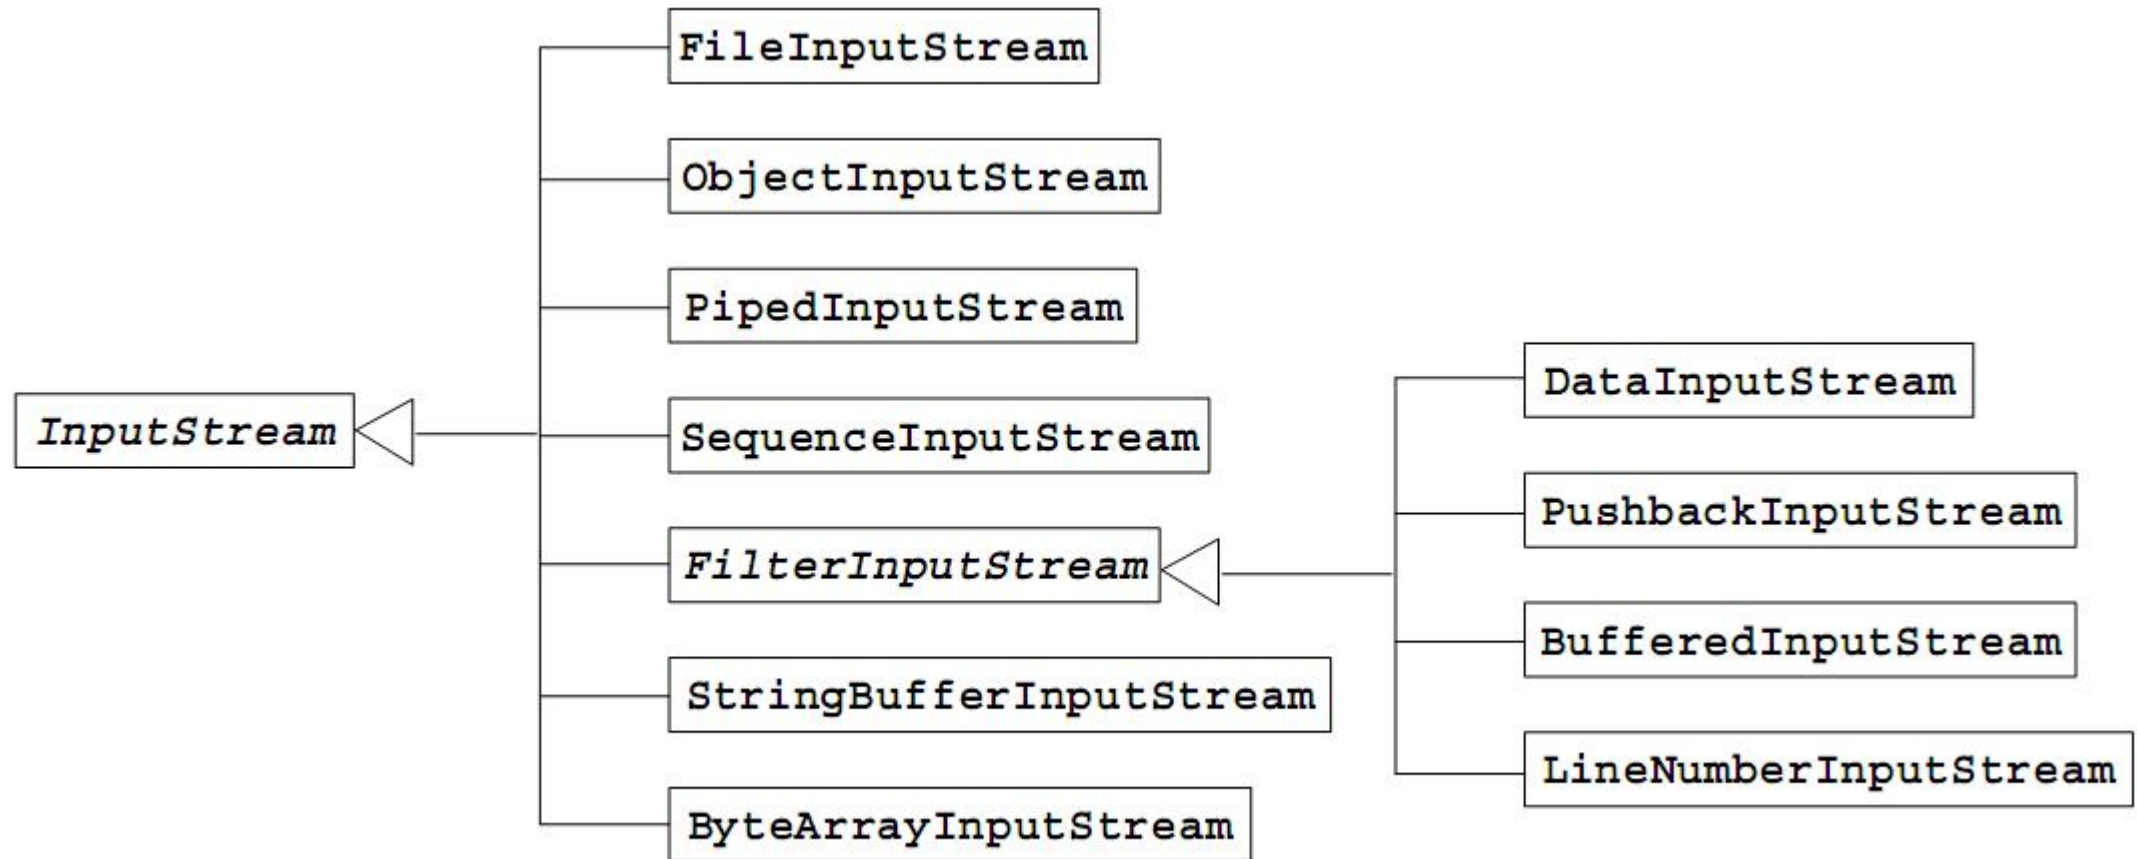 FileInputStream
ObjectInputStream
PipedInputStream
InputStream
SequenceInputStream
FilterInputStream
StringBufferInputStream
ByteArrayInputStream
DataInputStream
PushbackInputStream
BufferedInputStream
LineNumberInputStream